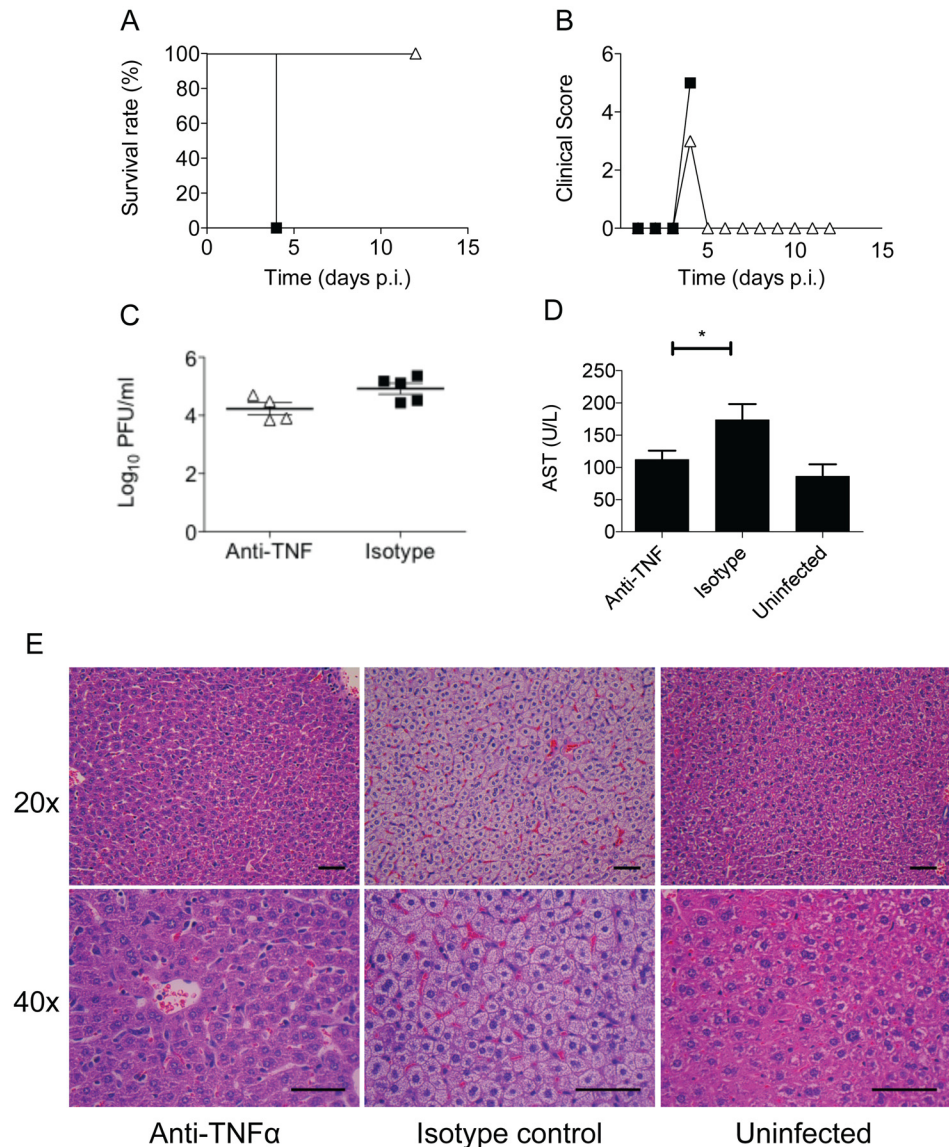 A
Survival rate (%)
100
80
60
40
20
0
0 5 10 15
Time (days p.i.)
B
Clinical Score
6
4
2
0
5 10 15
Time (days p.i.)
C
Log10 PFU/ml
6
4
2
0
Anti-TNF Isotype
D
*
AST (U/L)
250
200
150
100
50
0
Anti-TNF
Isotype
Uninfected
E
20x
40x
Anti-TNFα Isotype control Uninfected